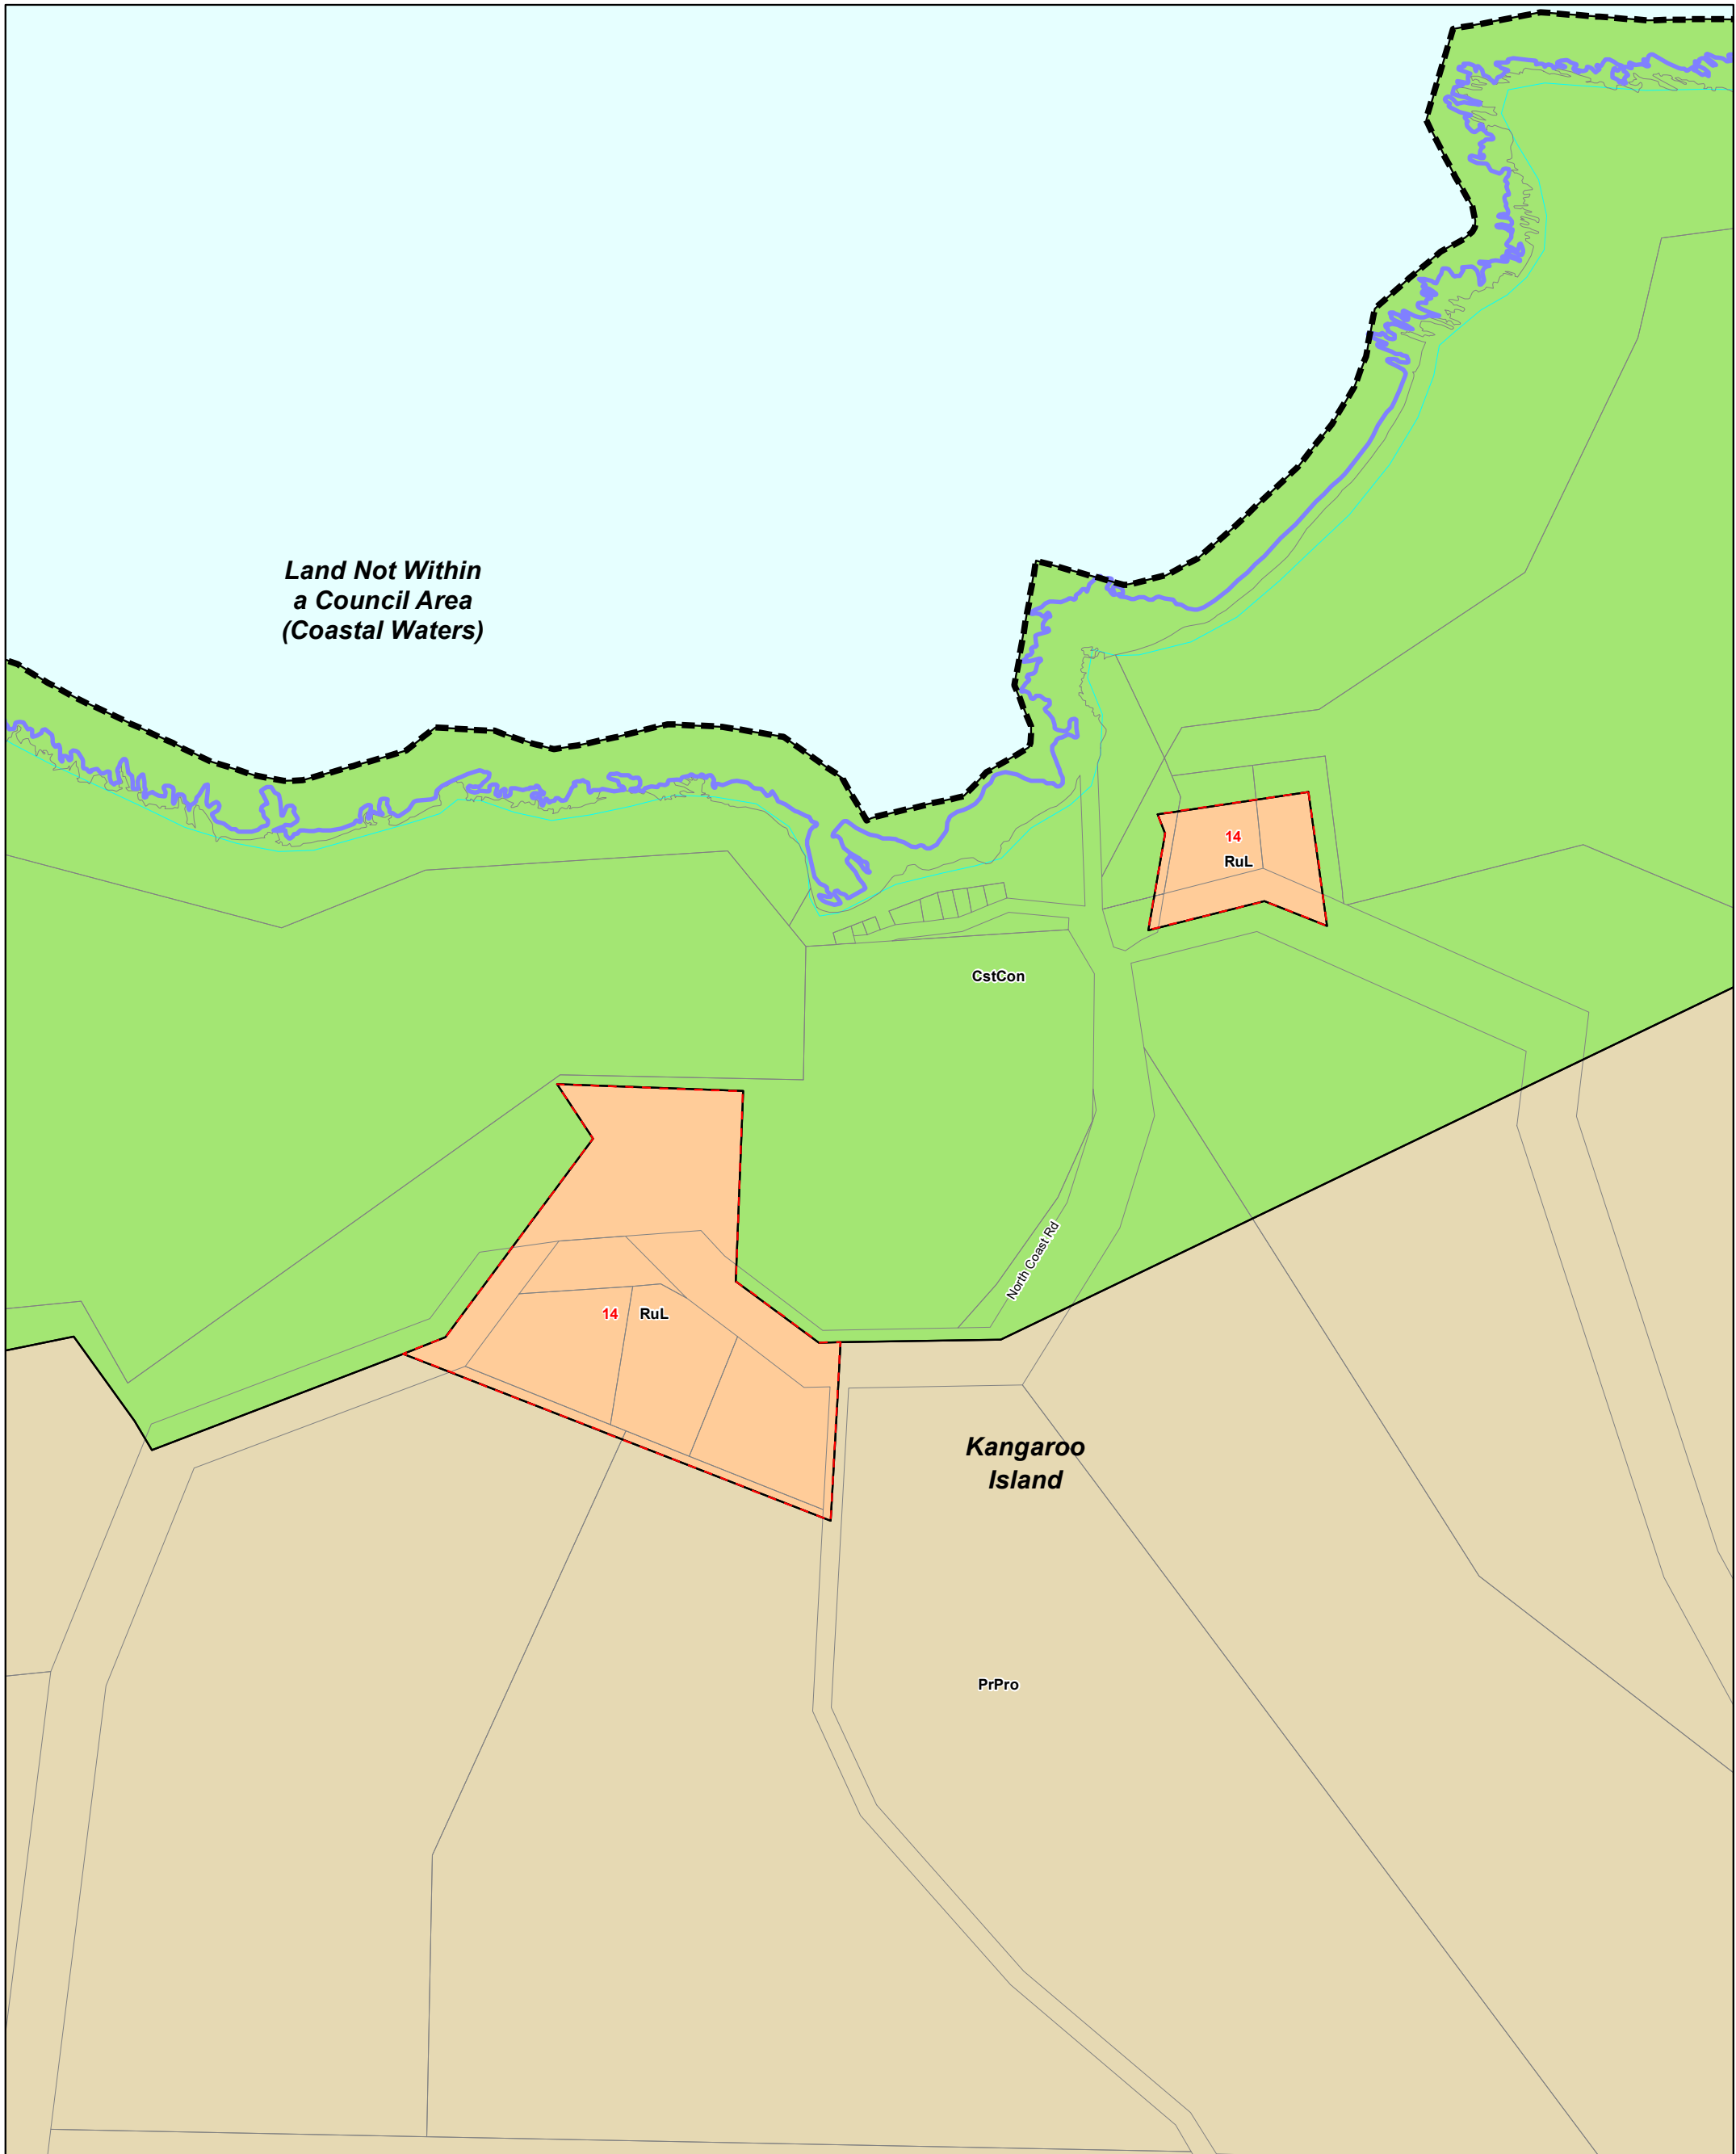 Land Not Within
a Council Area
(Coastal Waters)
14
RuL
CstCon
North Coast Rd
14 RuL
Kangaroo
Island
PrPro